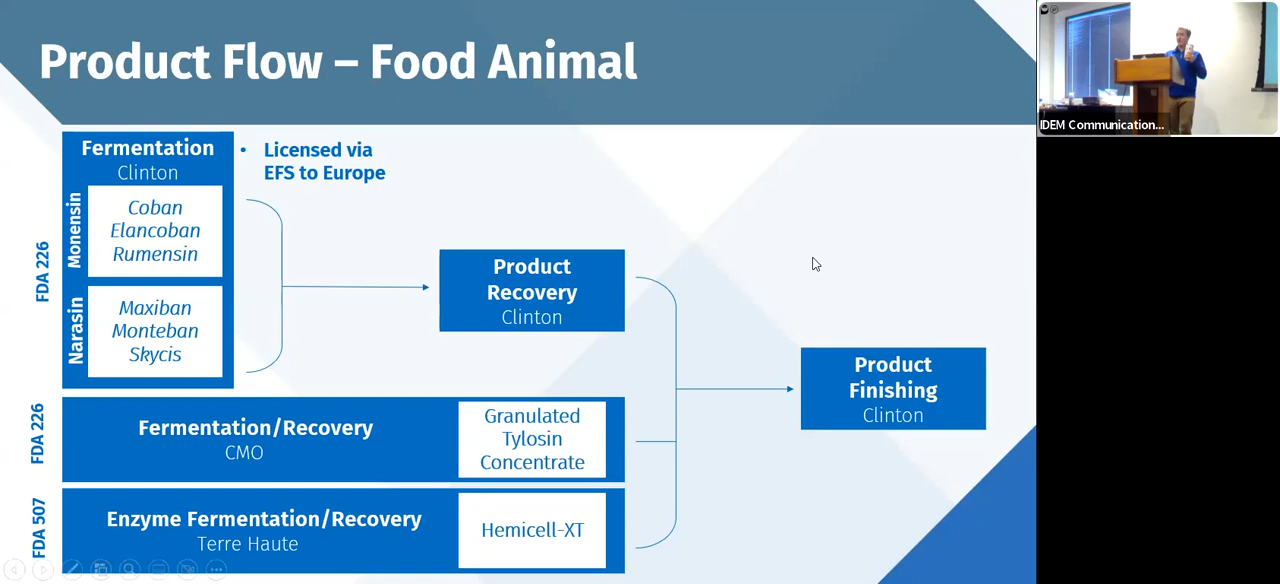 Product Flow – Food Animal
IDEM Communication...
Fermentation
Clinton
• Licensed via
EFS to Europe
FDA 226
Monensin
Coban
Elancoban
Rumensin
Narasin
Maxiban
Monteban
Skycis
Product
Recovery
Clinton
Product
Finishing
Clinton
FDA 226
Fermentation/Recovery
CMO
Granulated
Tylosin
Concentrate
FDA 507
Enzyme Fermentation/Recovery
Terre Haute
Hemicell-XT